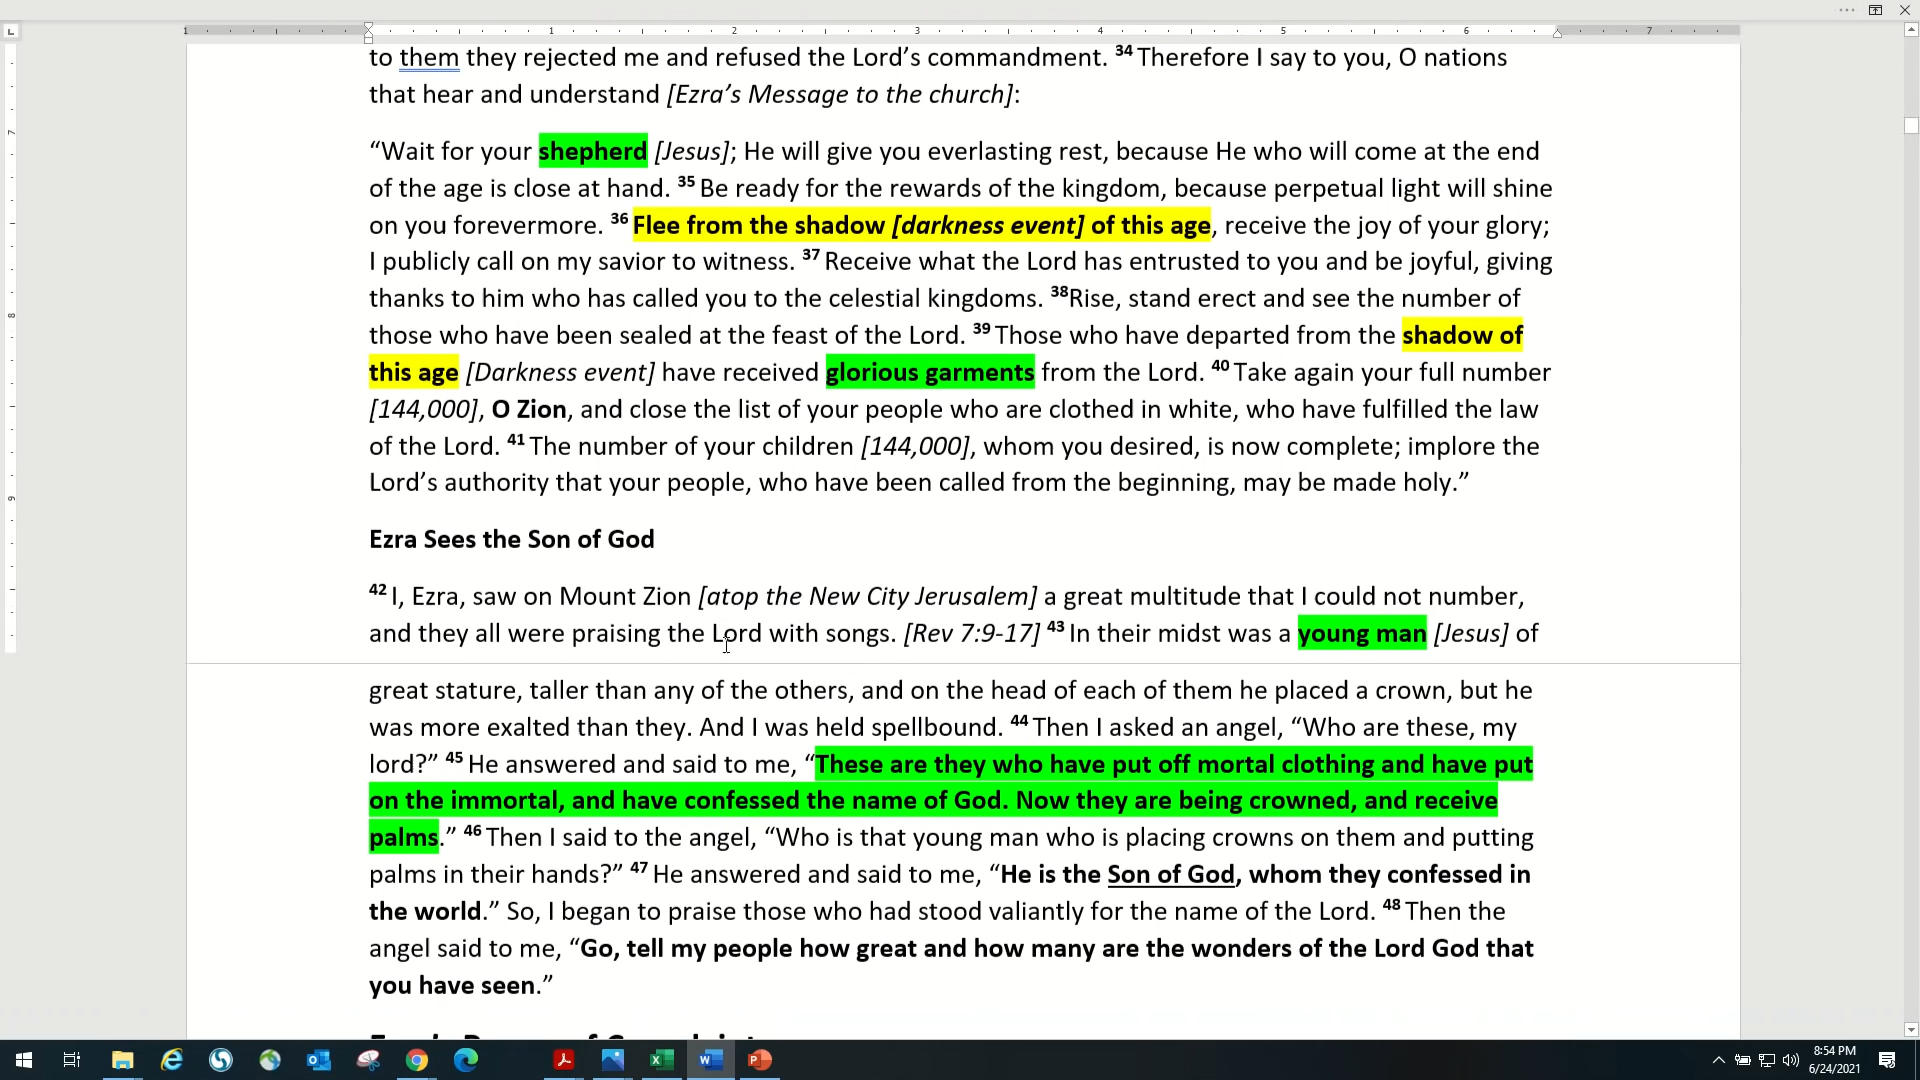 1 1 2 3 4 5 6 7
to them they rejected me and refused the Lord’s commandment. 34 Therefore I say to you, O nations
that hear and understand [Ezra’s Message to the church]:
“Wait for your shepherd [Jesus]; He will give you everlasting rest, because He who will come at the end
of the age is close at hand. 35 Be ready for the rewards of the kingdom, because perpetual light will shine
on you forevermore. 36 Flee from the shadow [darkness event] of this age, receive the joy of your glory;
I publicly call on my savior to witness. 37 Receive what the Lord has entrusted to you and be joyful, giving
thanks to him who has called you to the celestial kingdoms. 38Rise, stand erect and see the number of
those who have been sealed at the feast of the Lord. 39 Those who have departed from the shadow of
this age [Darkness event] have received glorious garments from the Lord. 40 Take again your full number
[144,000], O Zion, and close the list of your people who are clothed in white, who have fulfilled the law
of the Lord. 41 The number of your children [144,000], whom you desired, is now complete; implore the
Lord’s authority that your people, who have been called from the beginning, may be made holy.”
Ezra Sees the Son of God
42 I, Ezra, saw on Mount Zion [atop the New City Jerusalem] a great multitude that I could not number,
and they all were praising the Lord with songs. [Rev 7:9-17] 43 In their midst was a young man [Jesus] of
great stature, taller than any of the others, and on the head of each of them he placed a crown, but he
was more exalted than they. And I was held spellbound. 44 Then I asked an angel, “Who are these, my
lord?” 45 He answered and said to me, “These are they who have put off mortal clothing and have put
on the immortal, and have confessed the name of God. Now they are being crowned, and receive
palms.” 46 Then I said to the angel, “Who is that young man who is placing crowns on them and putting
palms in their hands?” 47 He answered and said to me, “He is the Son of God, whom they confessed in
the world.” So, I began to praise those who had stood valiantly for the name of the Lord. 48 Then the
angel said to me, “Go, tell my people how great and how many are the wonders of the Lord God that
you have seen.”
7
8
9
8:54 PM
6/24/2021